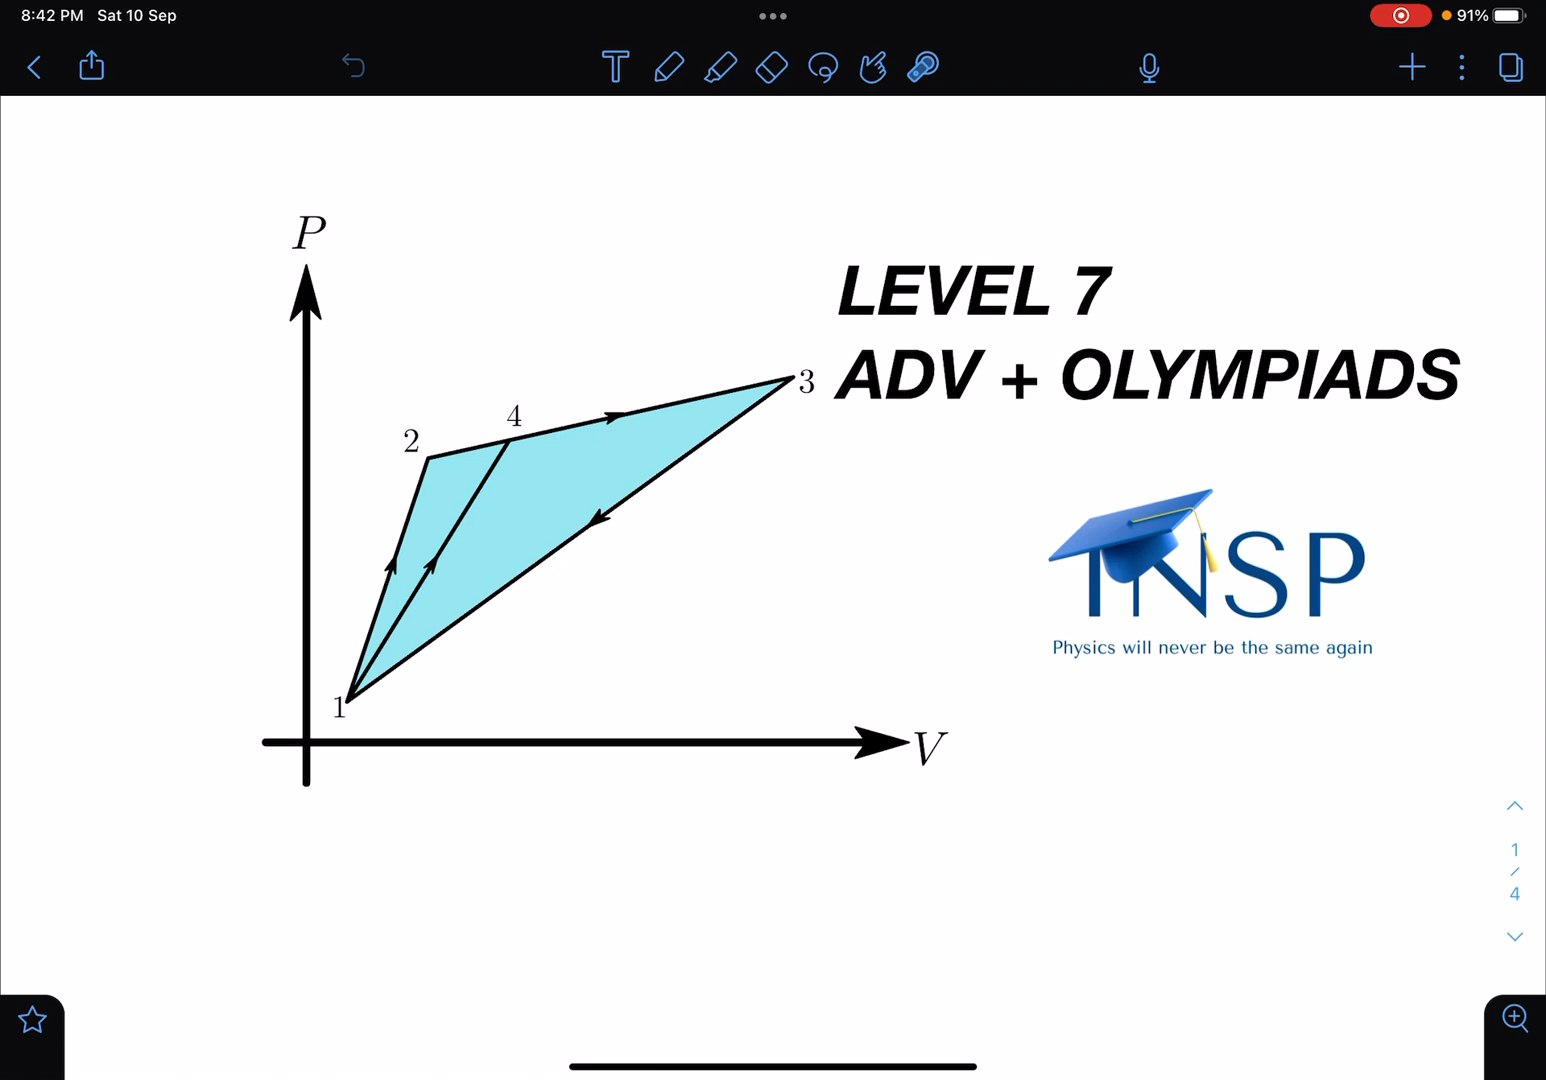 8:42 PM Sat 10 Sep
91%
P
LEVEL 7
ADV + OLYMPIADS
3
4
2
1
V
INSP
Physics will never be the same again
1
/
4